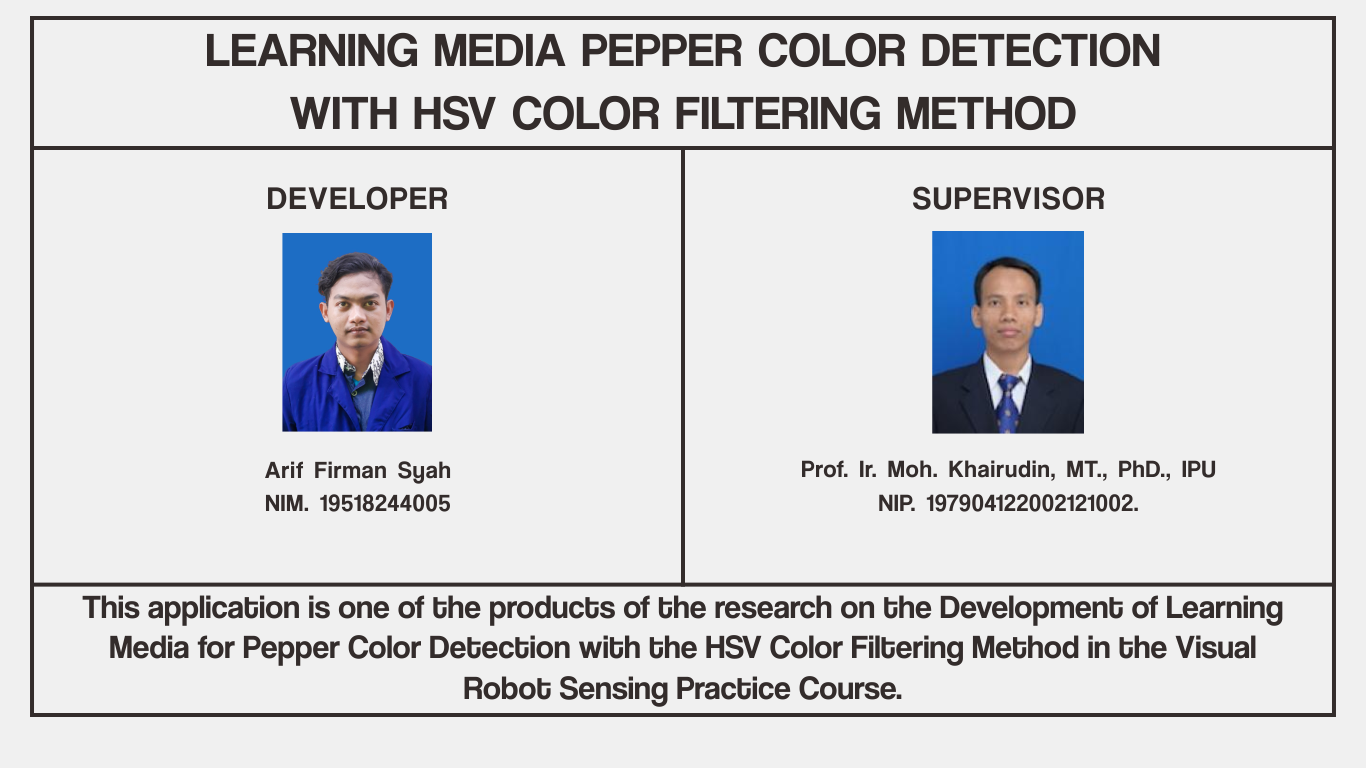 LEARNING MEDIA PEPPER COLOR DETECTION
WITH HSV COLOR FILTERING METHOD
DEVELOPER
Arif Firman Syah
NIM. 19518244005
SUPERVISOR
Prof. Ir. Moh. Khairudin, MT., PhD., IPU
NIP. 197904122002121002.
This application is one of the products of the research on the Development of Learning
Media for Pepper Color Detection with the HSV Color Filtering Method in the Visual
Robot Sensing Practice Course.